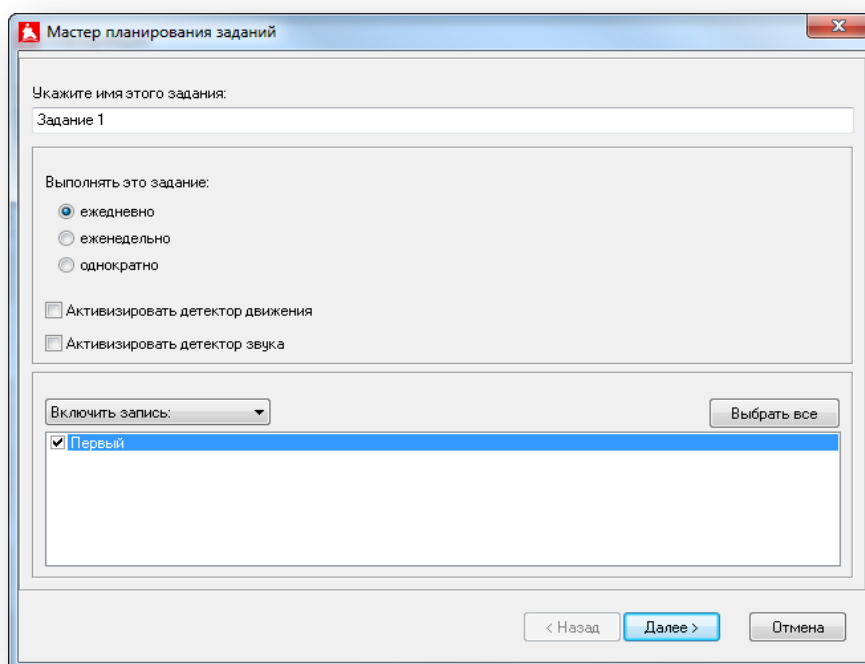 Мастер планирования заданий
Укажите имя этого задания:
Задание 1
Выполнять это задание:
ежедневно
еженедельно
однократно
Активизировать детектор движения
Активизировать детектор звука
Включить запись:
Выбрать все
Первый
< Назад
Далее >
Отмена